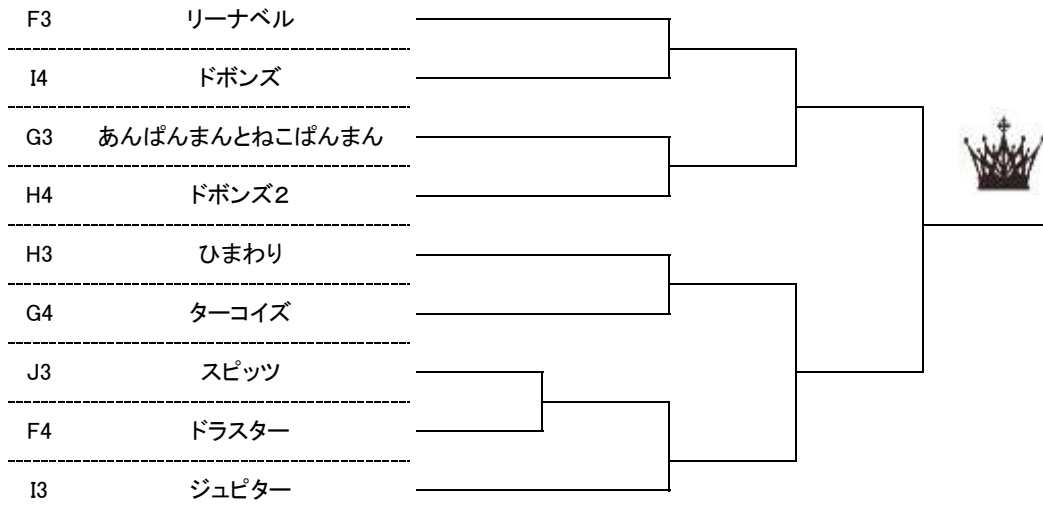 F3 リーナベル
I4 ドボンズ
G3 あんぱんまんとねこぱんまん
H4 ドボンズ２
H3 ひまわり
G4 ターコイズ
J3 スピッツ
F4 ドラスター
I3 ジュピター